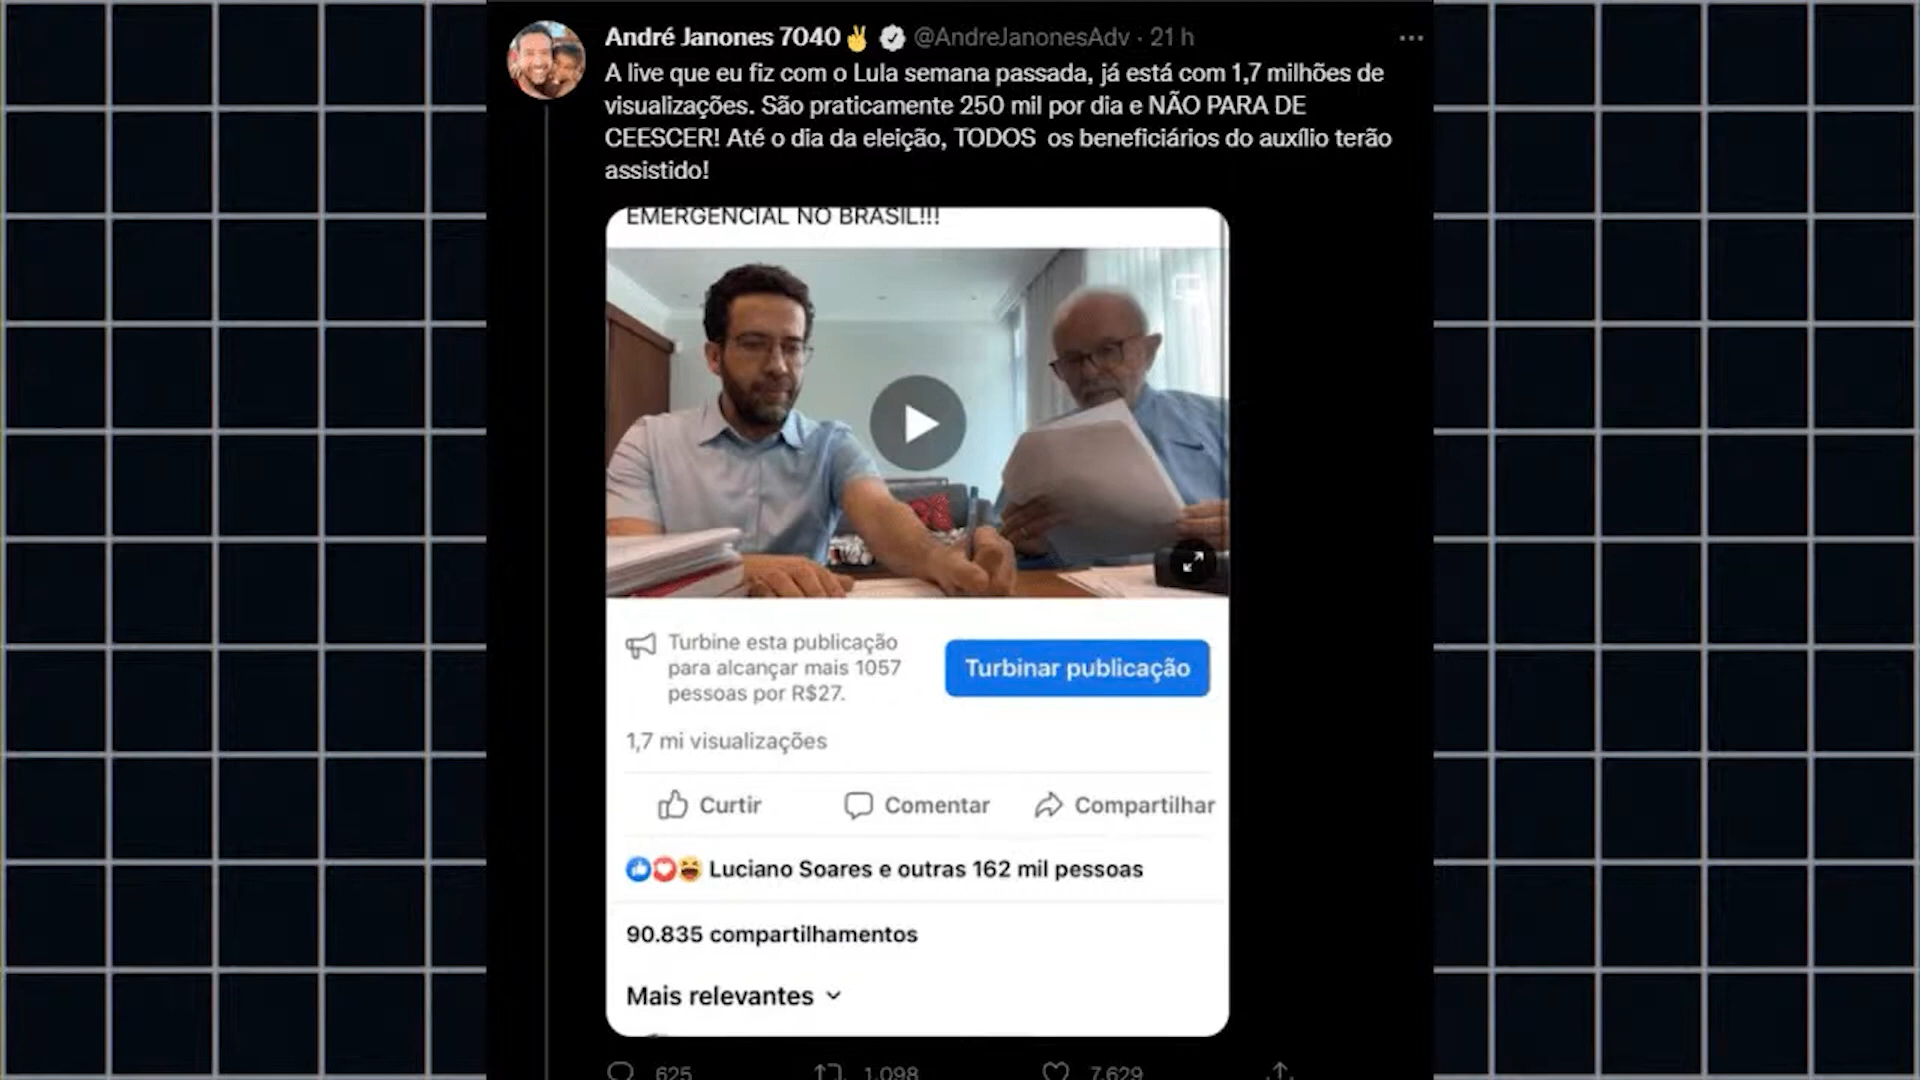 André Janones 7040✌ @AndreJanonesAdv · 21 h
A live que eu fiz com o Lula semana passada, já está com 1,7 milhões de
visualizações. São praticamente 250 mil por dia e NÃO PARA DE
CEESCER! Até o dia da eleição, TODOS os beneficiários do auxílio terão
assistido!
EMERGENCIAL NO BRASIL!!!
Turbine esta publicação
para alcançar mais 1057
pessoas por R$27.
Turbinar publicação
1,7 mi visualizações
Curtir Comentar Compartilhar
Luciano Soares e outras 162 mil pessoas
90.835 compartilhamentos
Mais relevantes
625 1.098 7.629